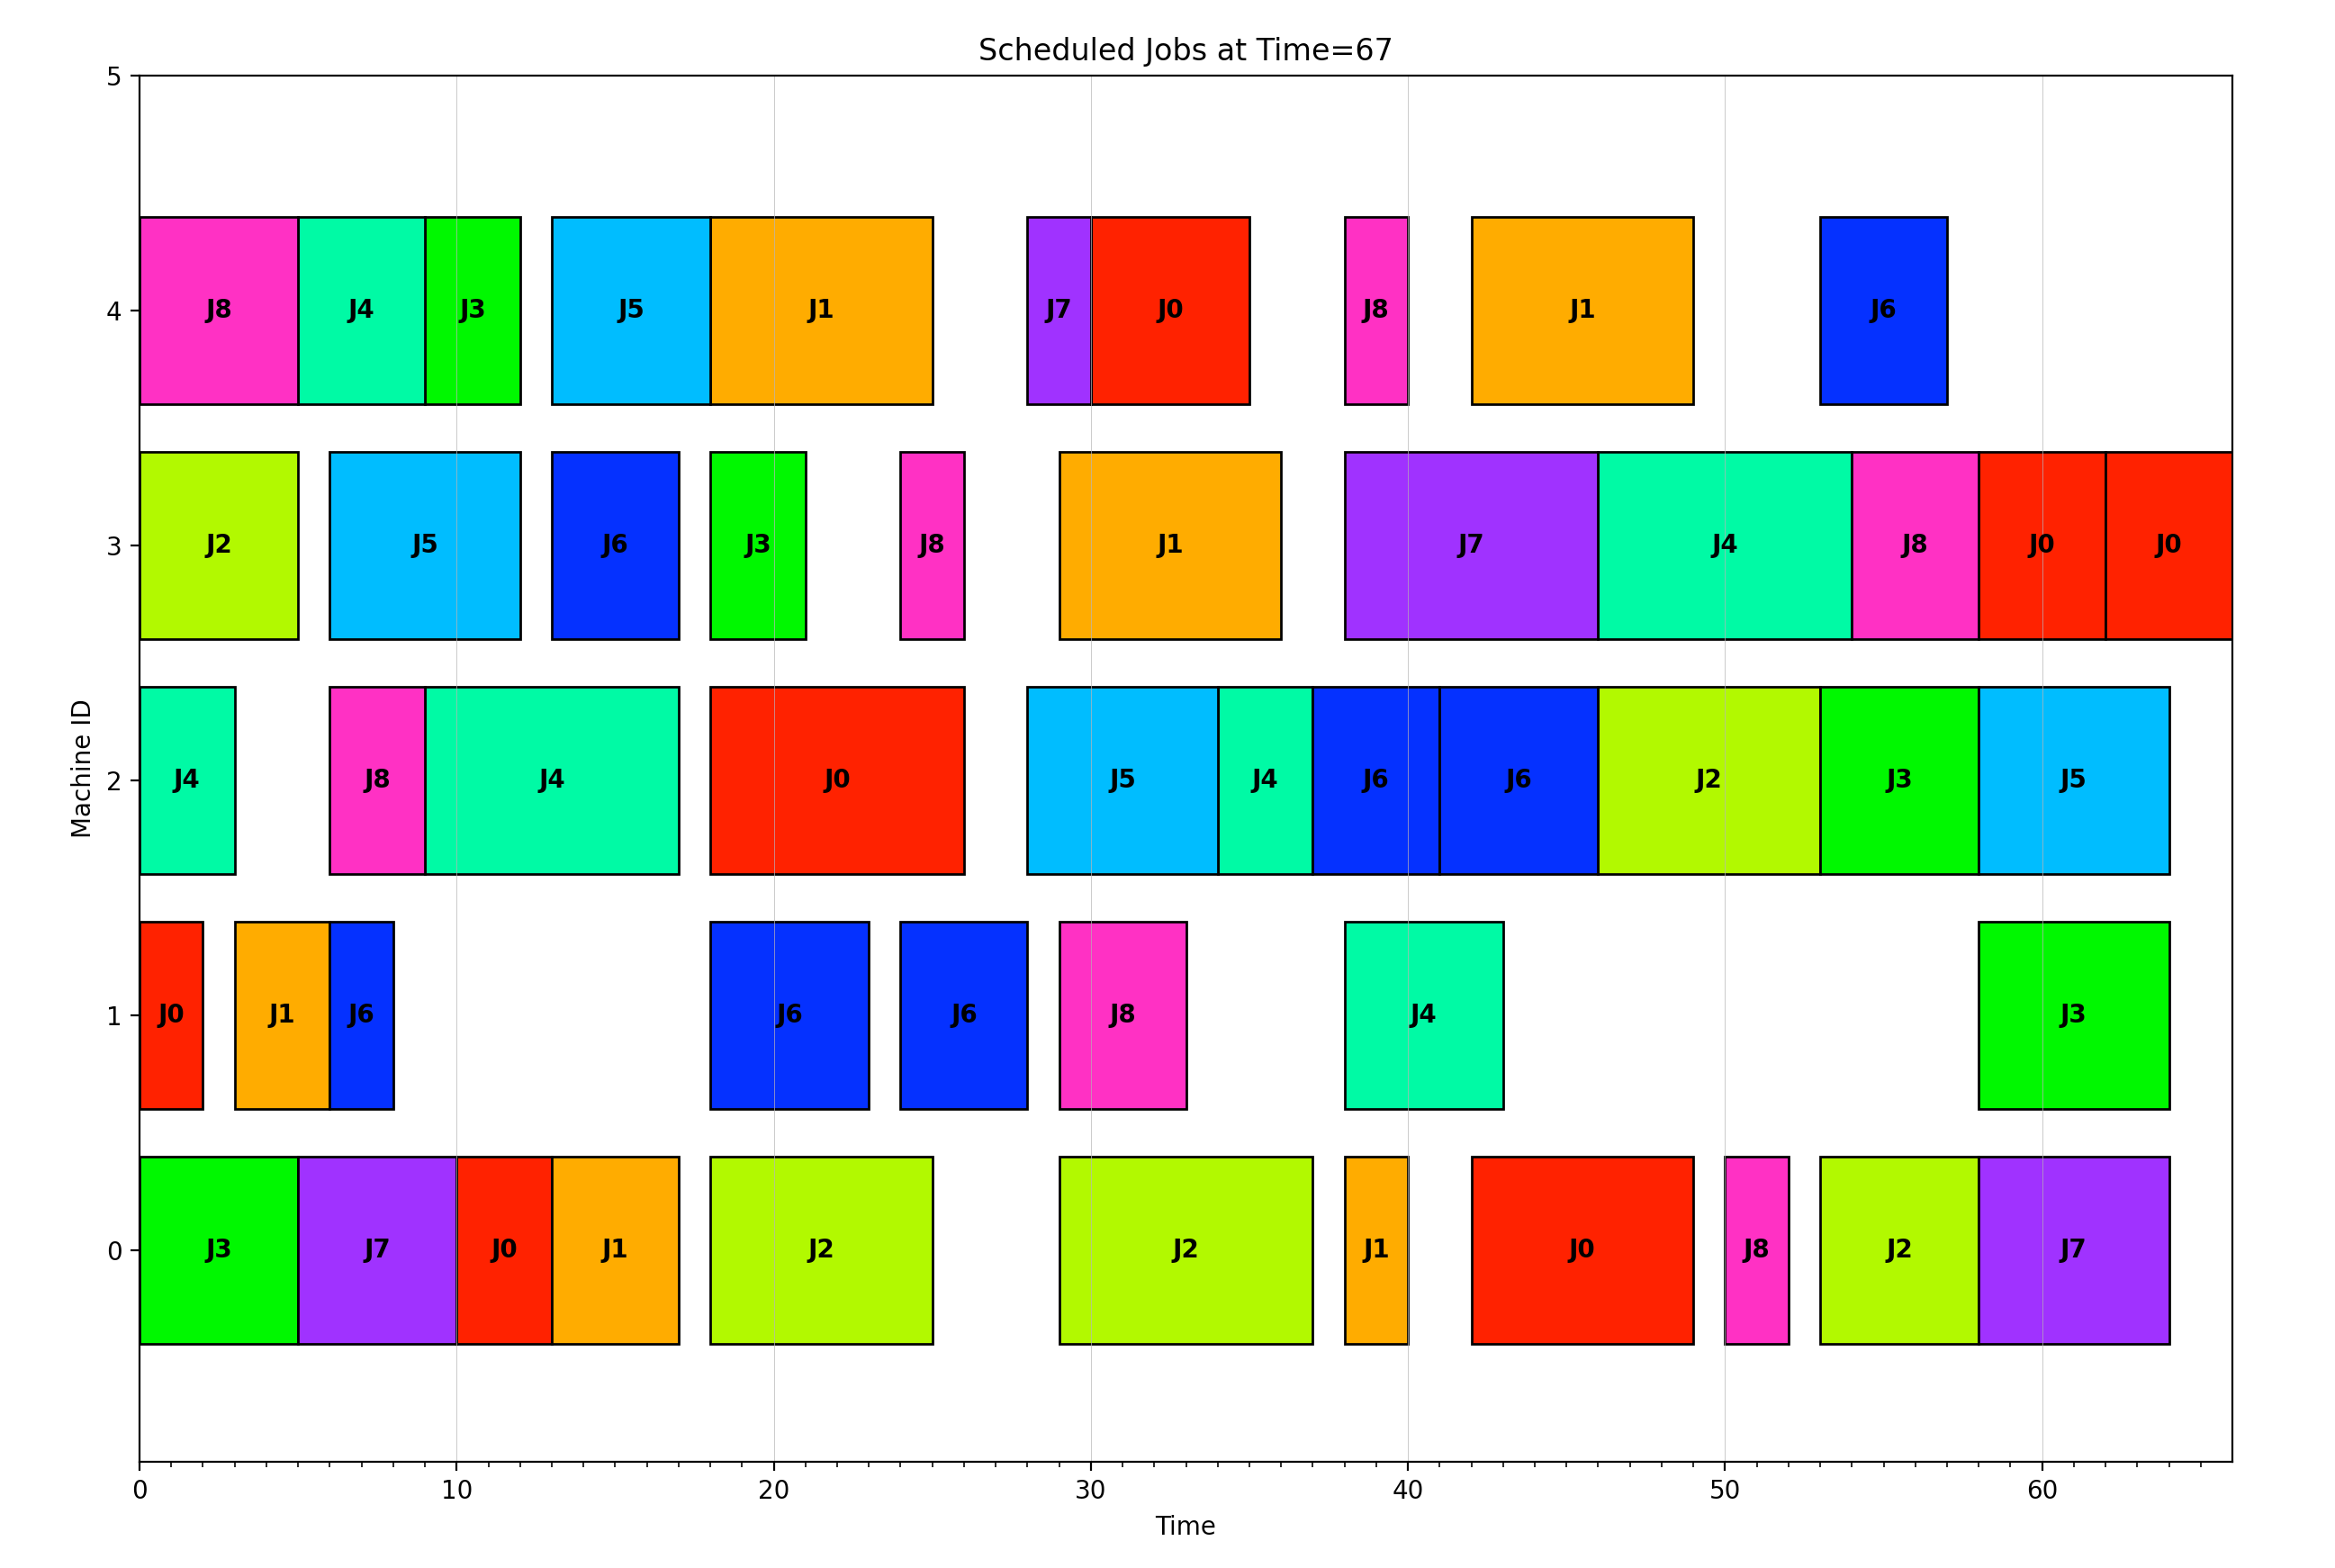 Scheduled Jobs at Time=67
5
4
J8 J4 J3 J5 J1 J7 J0 J8 J1 J6
3
J2 J5 J6 J3 J8 J1 J7 J4 J8 J0 J0
2
J4 J8 J4 J0 J5 J4 J6 J6 J2 J3 J5
1
J0 J1 J6 J6 J6 J8 J4 J3
0
J3 J7 J0 J1 J2 J2 J1 J0 J8 J2 J7
Machine ID
0 10 20 30 40 50 60
Time